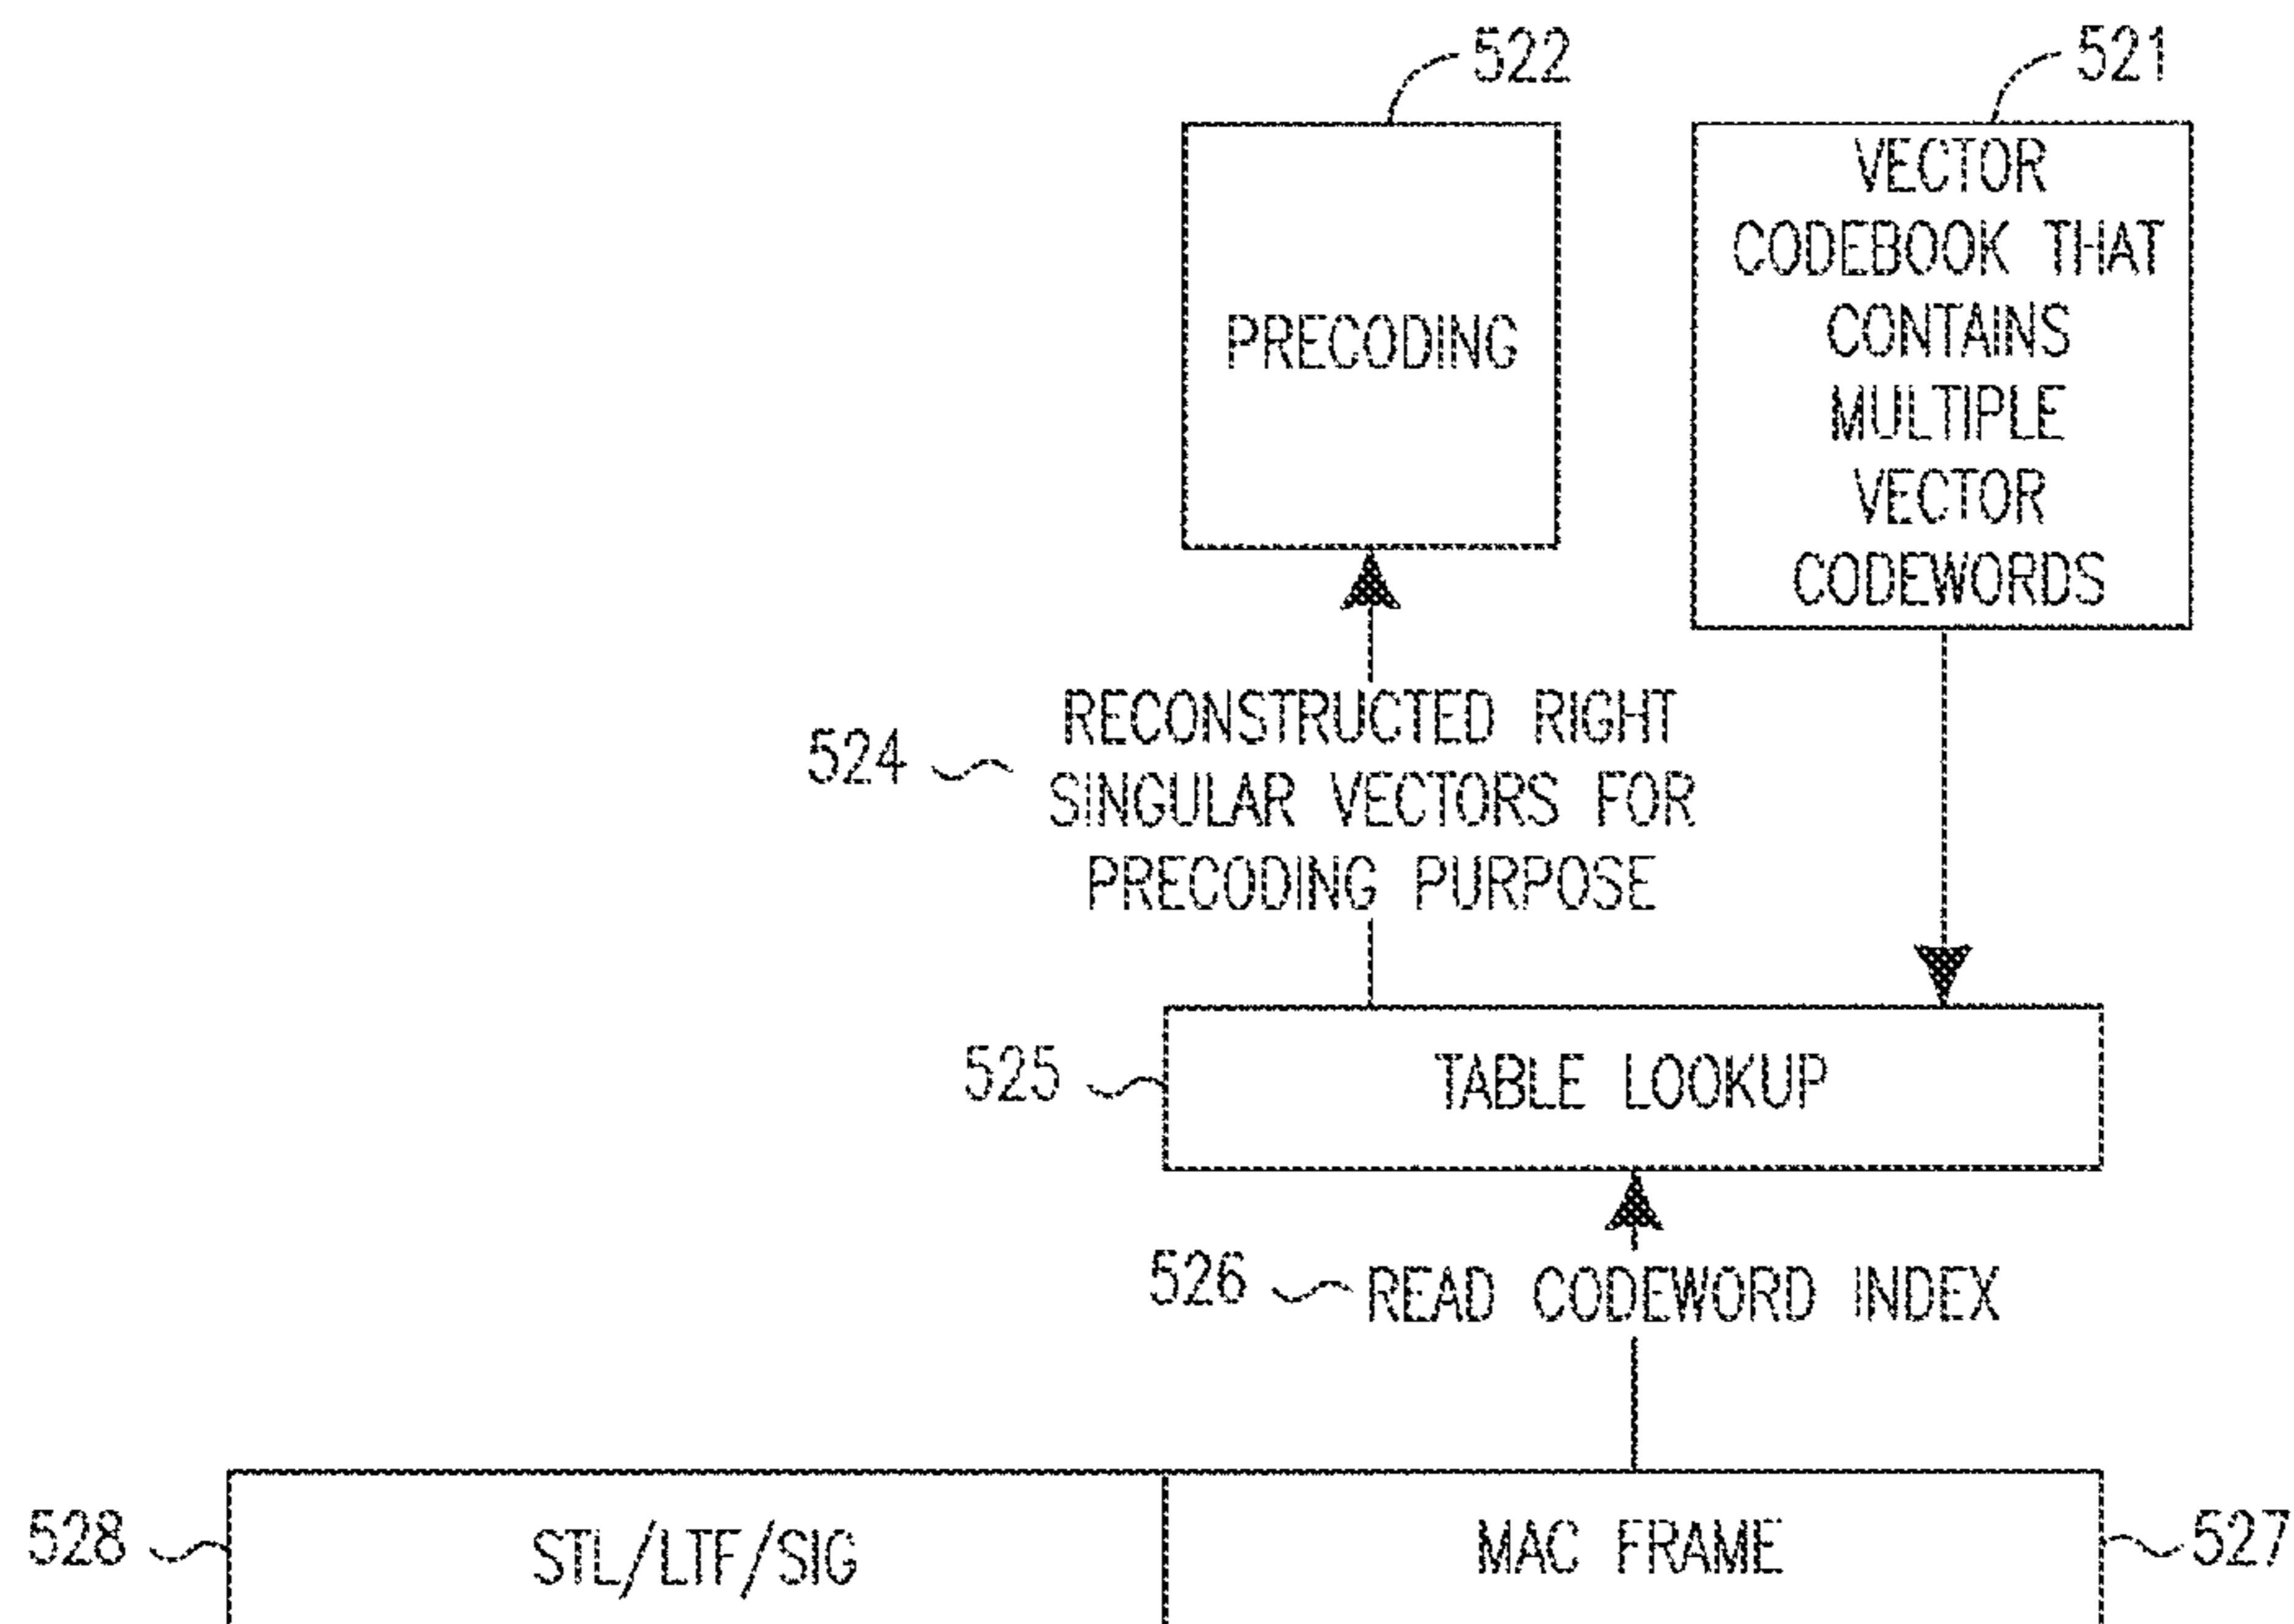 522
521
PRECODING
VECTOR
CODEBOOK THAT
CONTAINS
MULTIPLE
VECTOR
CODEWORDS
524
RECONSTRUCTED RIGHT
SINGULAR VECTORS FOR
PRECODING PURPOSE
525
TABLE LOOKUP
526
READ CODEWORD INDEX
528
STL/LTF/SIG
MAC FRAME
527